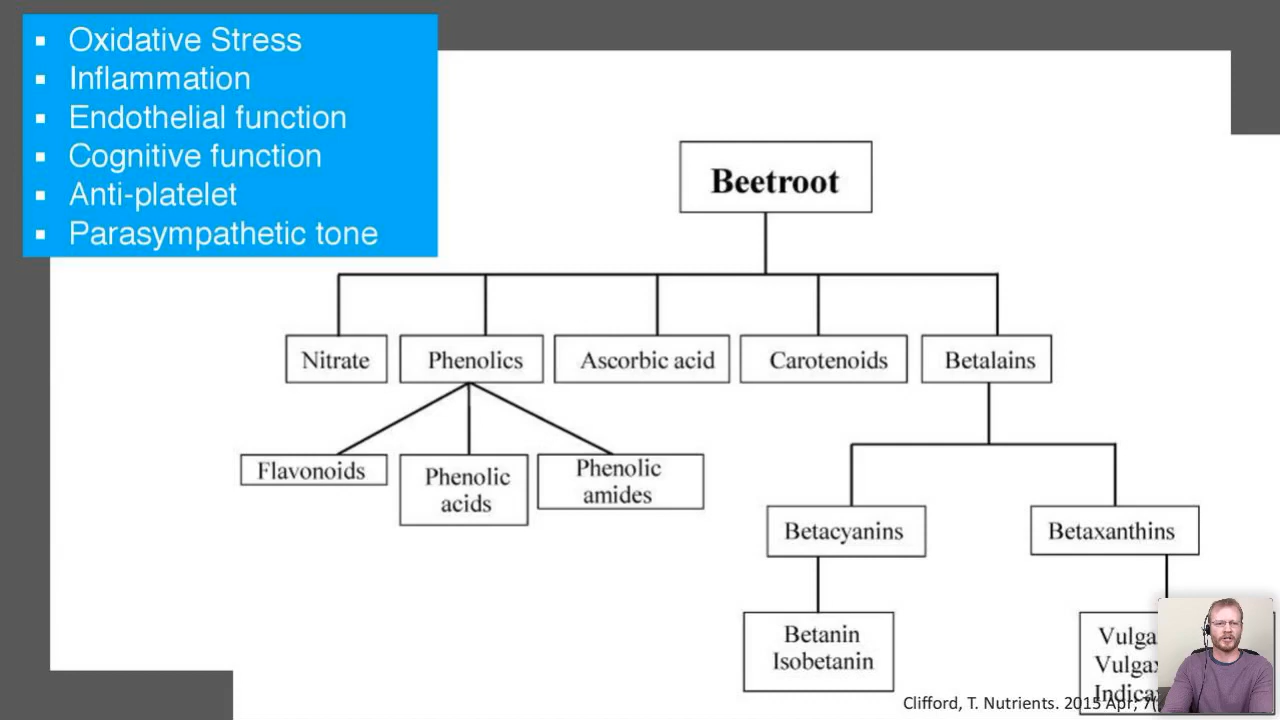 Oxidative Stress
Inflammation
Endothelial function
Cognitive function
Anti-platelet
Parasympathetic tone
Beetroot
Nitrate
Phenolics
Ascorbic acid
Carotenoids
Betalains
Flavonoids
Phenolic
acids
Phenolic
amides
Betacyanins
Betaxanthins
Betanin
Isobetanin
Clifford, T. Nutrients. 2015 Apr; 7(